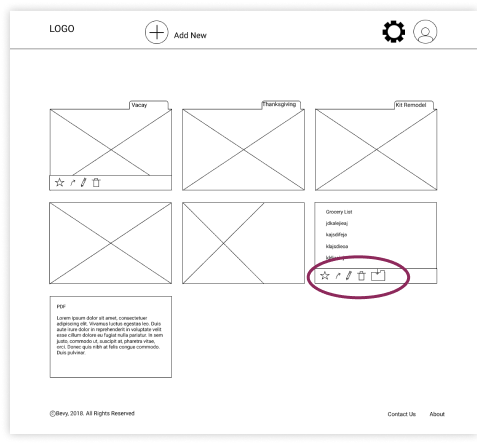 LOGO
Add New
Vacay
Thanksgiving
Kit Remodel
Grocery List
jdkalejeaj
kajsdifeja
klajsdiesa
PDF
Lorem ipsum dolor sit amet, consectetuer
adipiscing elit. Vivamus luctus egestas leo. Duis
aute irure dolor in reprehenderit in voluptate velit
esse cillum dolore eu fugiat nulla pariatur. In sem
justo, commodo ut, suscipit at, pharetra vitae,
orci. Donec quis nibh at felis congue commodo.
Duis pulvinar.
©Bevy, 2018. All Rights Reserved
Contact Us
About